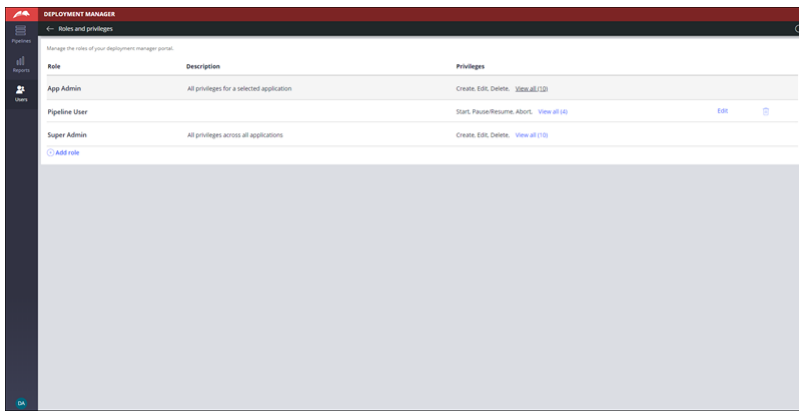 DEPLOYMENT MANAGER
← Roles and privileges
Pipelines
Reports
Users
Manage the roles of your deployment manager portal.
Role Description Privileges
App Admin All privileges for a selected application Create, Edit, Delete, View all (10)
Pipeline User Start, Pause/Resume, Abort, View all (4) Edit
Super Admin All privileges across all applications Create, Edit, Delete, View all (10)
Add role
DA